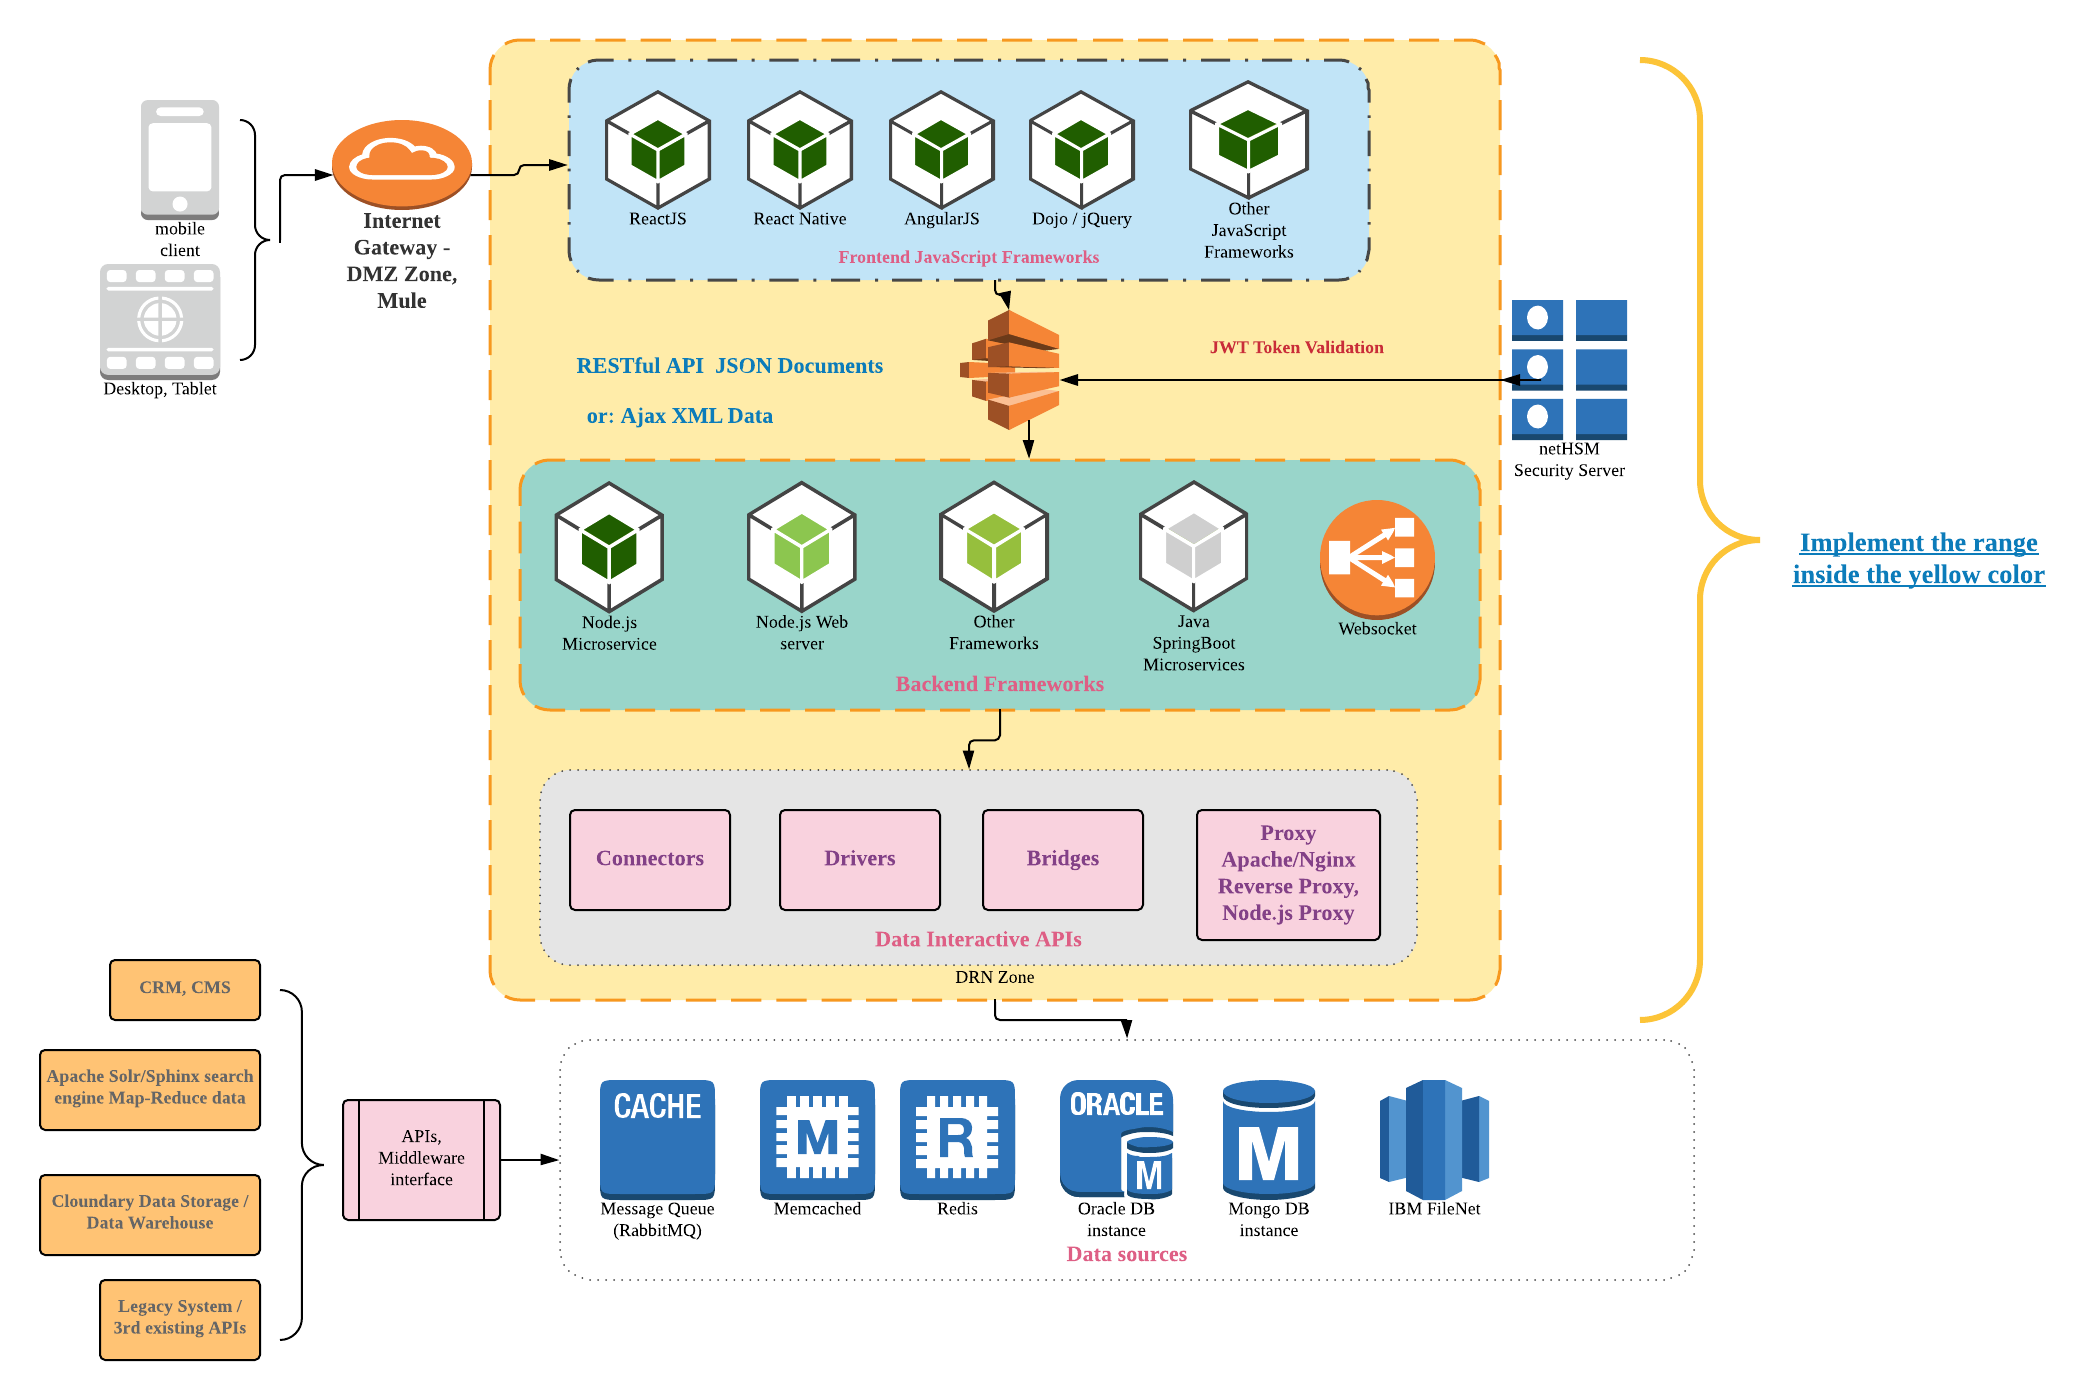 mobile
client
Desktop, Tablet
Internet
Gateway -
DMZ Zone,
Mule
ReactJS
React Native
AngularJS
Dojo / jQuery
Other
JavaScript
Frameworks
Frontend JavaScript Frameworks
RESTful API  JSON Documents
or: Ajax XML Data
JWT Token Validation
netHSM
Security Server
Implement the range
inside the yellow color
Node.js
Microservice
Node.js Web
server
Other
Frameworks
Java
SpringBoot
Microservices
Websocket
Backend Frameworks
Connectors
Drivers
Bridges
Proxy
Apache/Nginx
Reverse Proxy,
Node.js Proxy
Data Interactive APIs
DRN Zone
CRM, CMS
Apache Solr/Sphinx search
engine Map-Reduce data
Cloundary Data Storage /
Data Warehouse
Legacy System /
3rd existing APIs
APIs,
Middleware
interface
CACHE
Message Queue
(RabbitMQ)
M
Memcached
R
Redis
ORACLE
M
Oracle DB
instance
M
Mongo DB
instance
IBM FileNet
Data sources